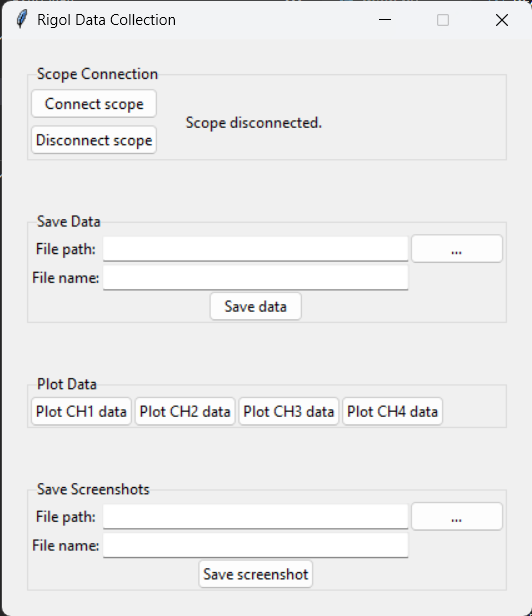 Rigol Data Collection
Scope Connection
Connect scope
Scope disconnected.
Disconnect scope
Save Data
File path:
...
File name:
Save data
Plot Data
Plot CH1 data Plot CH2 data Plot CH3 data Plot CH4 data
Save Screenshots
File path:
...
File name:
Save screenshot